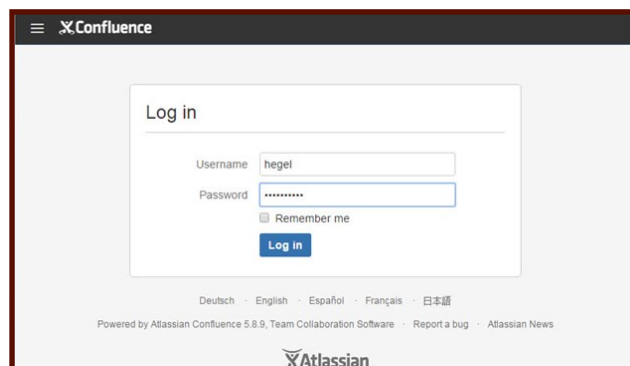 Confluence
Log in
Username hegel
Password ••••••••••
Remember me
Log in
Deutsch · English · Español · Français · 日本語
Powered by Atlassian Confluence 5.8.9, Team Collaboration Software · Report a bug · Atlassian News
Atlassian